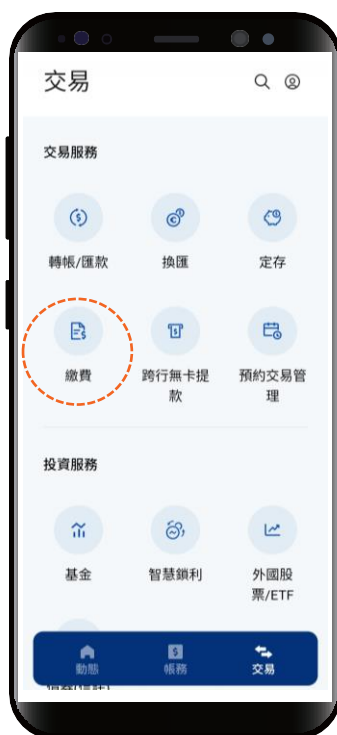 交易
交易服務
轉帳/匯款
換匯
定存
繳費
跨行無卡提
款
預約交易管
理
投資服務
基金
智慧鎖利
外國股
票/ETF
動態
帳務
交易